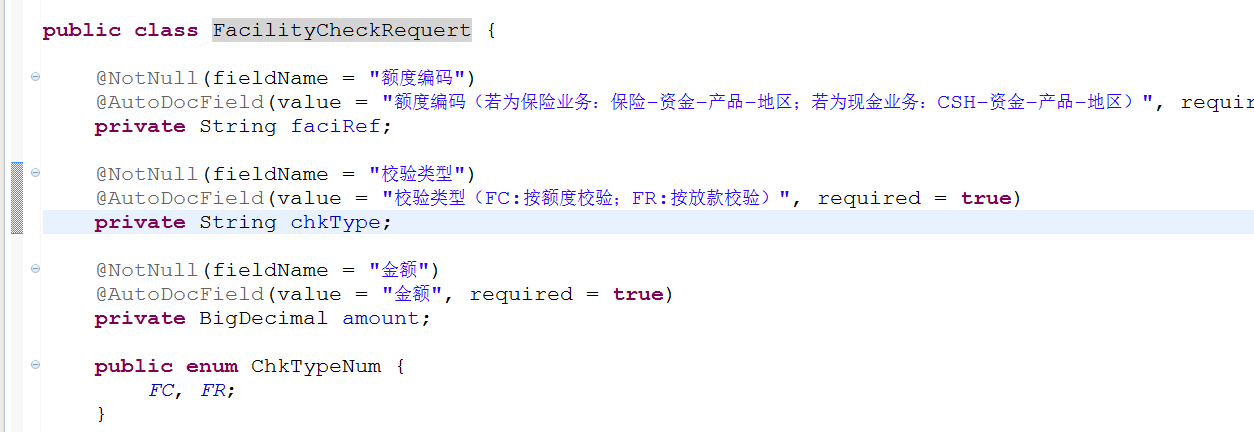 public class FacilityCheckRequert {
@NotNull(fieldName = "额度编码")
@AutoDocField(value = "额度编码（若为保险业务：保险-资金-产品-地区；若为现金业务：CSH-资金-产品-地区）", requir
private String faciRef;
@NotNull(fieldName = "校验类型")
@AutoDocField(value = "校验类型（FC:按额度校验；FR:按放款校验）", required = true)
private String chkType;
@NotNull(fieldName = "金额")
@AutoDocField(value = "金额", required = true)
private BigDecimal amount;
public enum ChkTypeNum {
FC, FR;
}